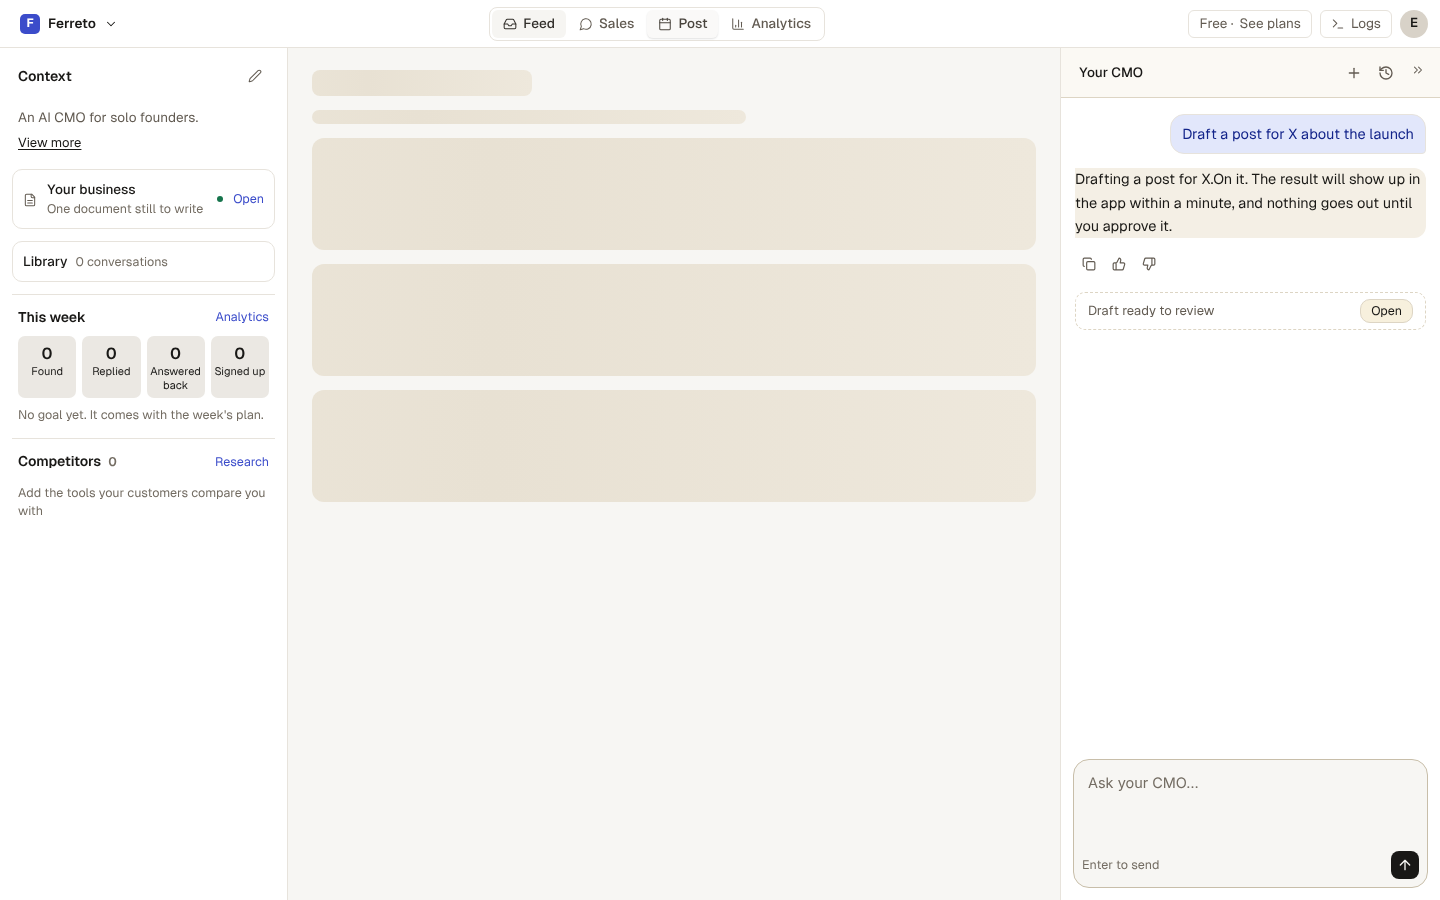 F Ferreto
Feed Sales Post Analytics
Free · See plans Logs E
Context
An AI CMO for solo founders.
View more
Your business
One document still to write
Open
Library 0 conversations
This week Analytics
0 Found
0 Replied
0 Answered
back
0 Signed up
No goal yet. It comes with the week's plan.
Competitors 0 Research
Add the tools your customers compare you
with
Your CMO
Draft a post for X about the launch
Drafting a post for X.On it. The result will show up in
the app within a minute, and nothing goes out until
you approve it.
Draft ready to review Open
Ask your CMO...
Enter to send